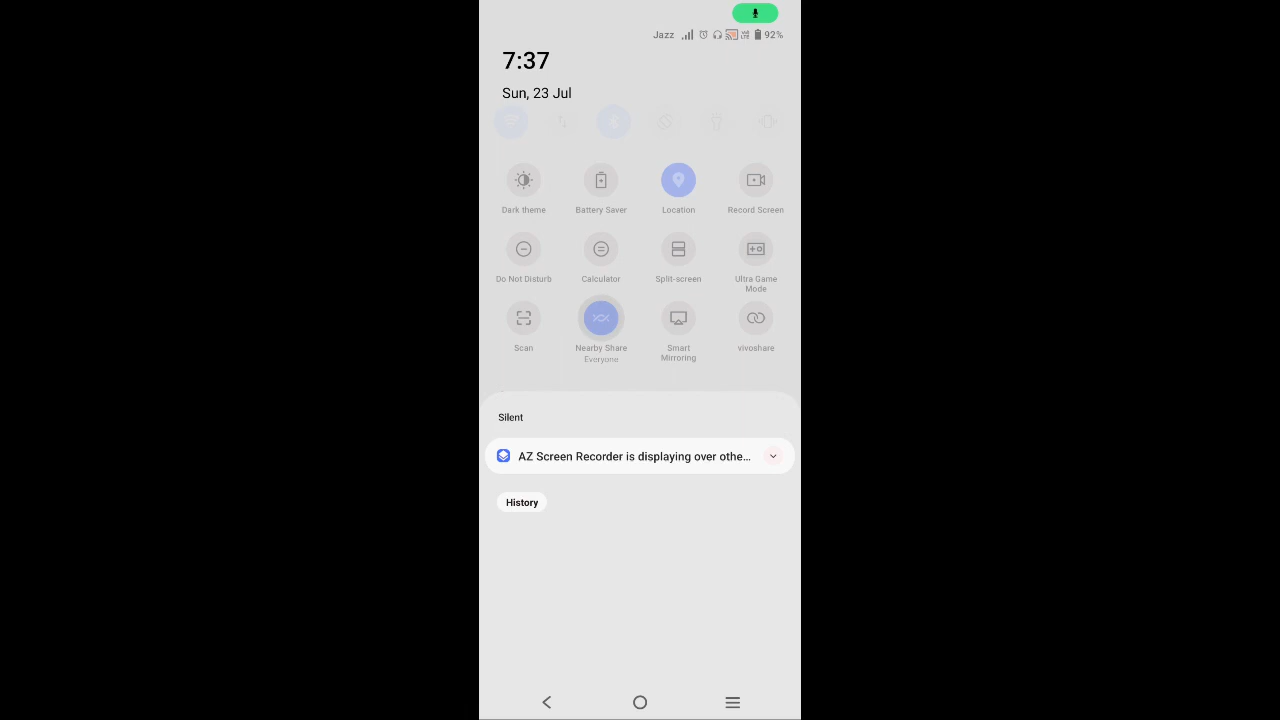 Jazz 92%
7:37
Sun, 23 Jul
Dark theme Battery Saver Location Record Screen
Do Not Disturb Calculator Split-screen Ultra Game
Mode
Scan Nearby Share Smart vivoshare
Everyone Mirroring
Silent
AZ Screen Recorder is displaying over othe...
History